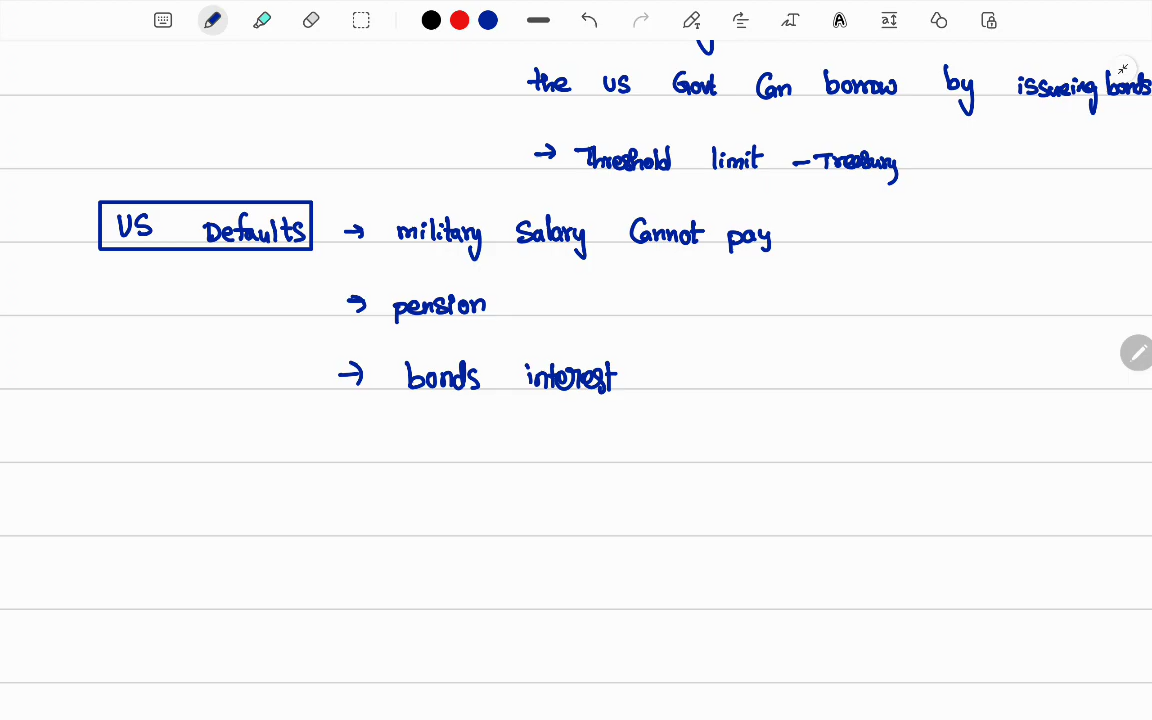 the US Govt Can borrow by issueing bonds
→ Threshold limit - Treasury
US Defaults → military Salary Cannot pay
→ pension
→ bonds interest